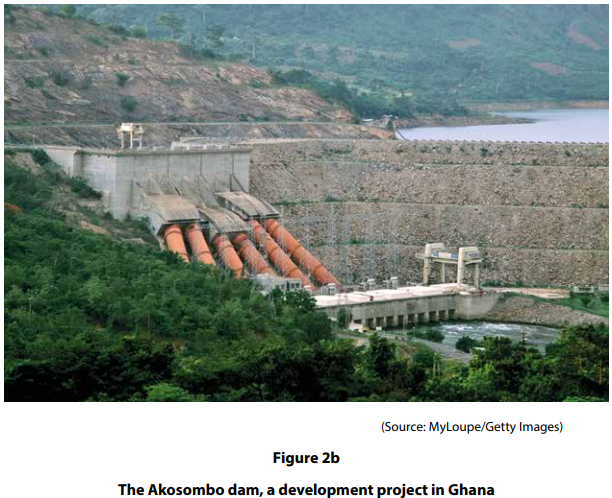 (Source: MyLoupe/Getty Images)
Figure 2b
The Akosombo dam, a development project in Ghana